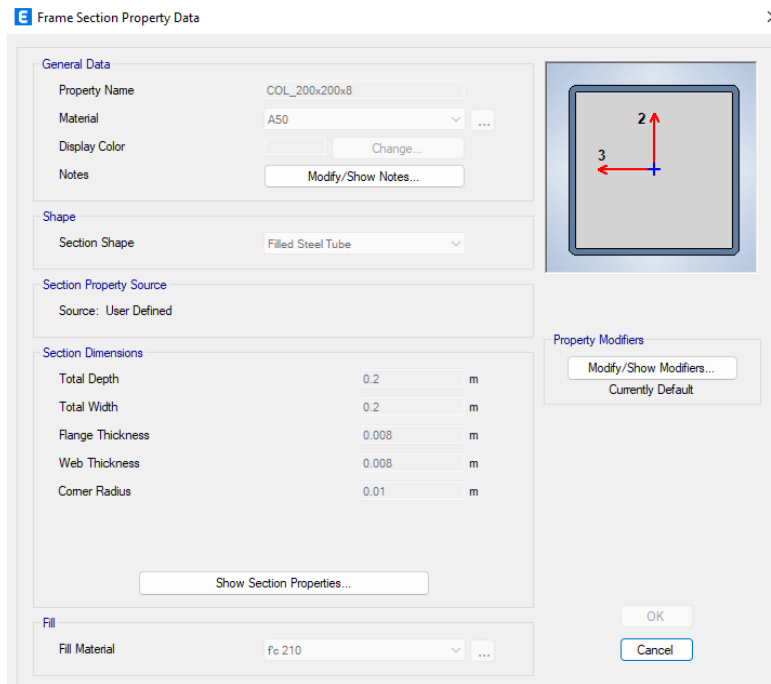 Frame Section Property Data
General Data
Property Name COL_200x200x8
Material A50 ...
Display Color Change...
Notes Modify/Show Notes...
Shape
Section Shape Filled Steel Tube
Section Property Source
Source: User Defined
Section Dimensions
Total Depth 0.2 m
Total Width 0.2 m
Flange Thickness 0.008 m
Web Thickness 0.008 m
Corner Radius 0.01 m
Show Section Properties...
Fill
Fill Material f'c 210 ...
2
3
Property Modifiers
Modify/Show Modifiers...
Currently Default
OK
Cancel